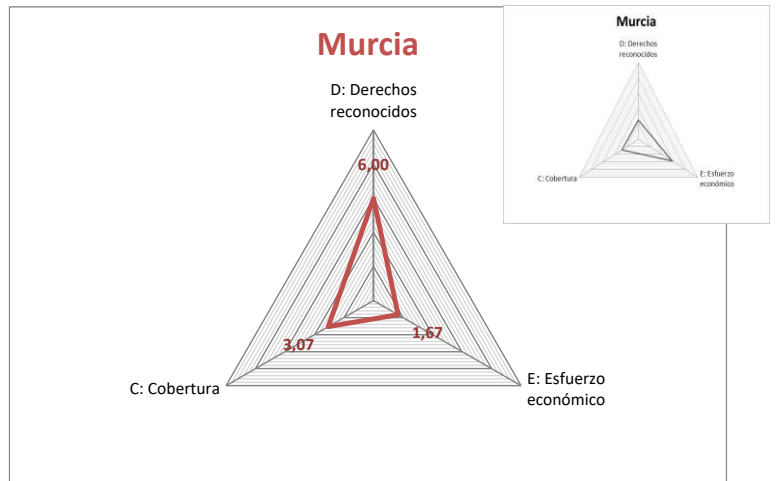 Murcia
D: Derechos
reconocidos
6,00
3,07
1,67
C: Cobertura
E: Esfuerzo
económico
Murcia
D: Derechos
reconocidos
C: Cobertura
E: Esfuerzo
económico